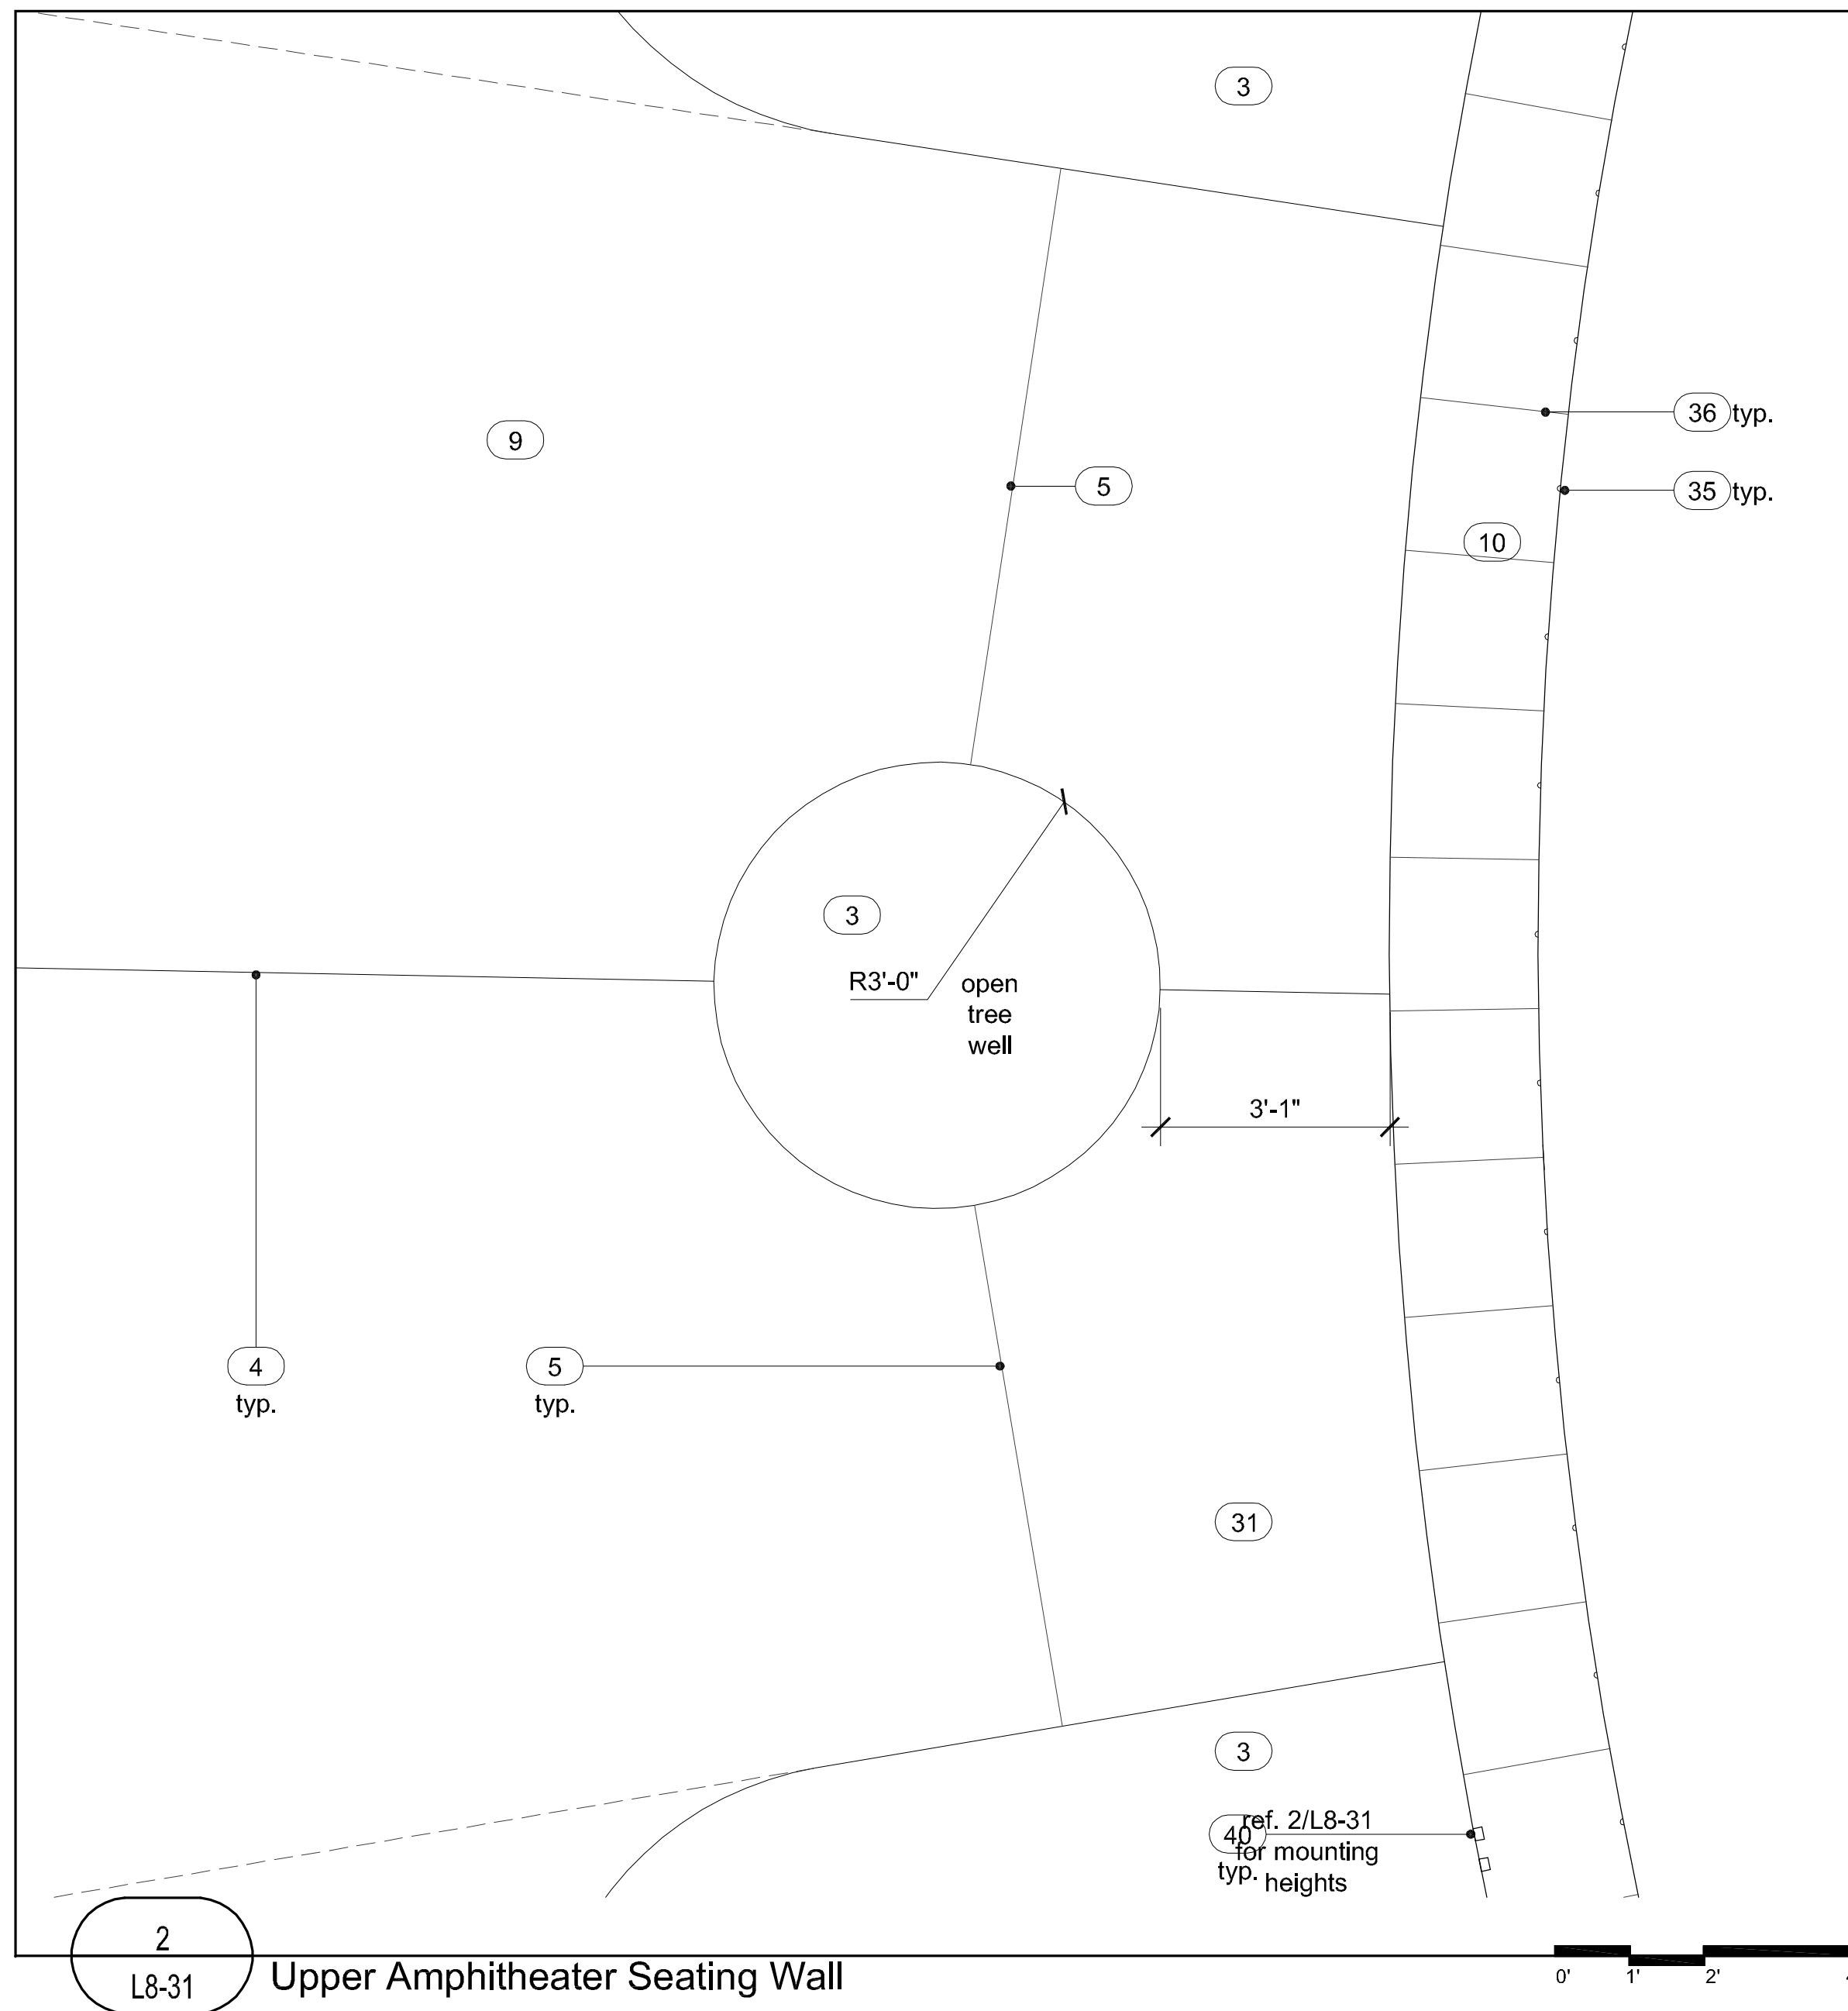 3
9
36 typ.
5
35 typ.
10
3
R3'-0"
open
tree
well
3'-1"
4
typ.
5
typ.
31
3
40
typ.
ref. 2/L8-31
for mounting
heights
2
L8-31
Upper Amphitheater Seating Wall
0' 1' 2'